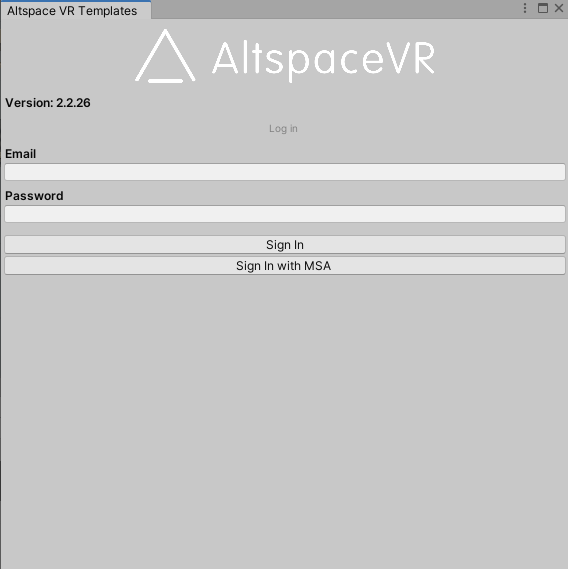 Altspace VR Templates
AltspaceVR
Version: 2.2.26
Log in
Email
Password
Sign In
Sign In with MSA